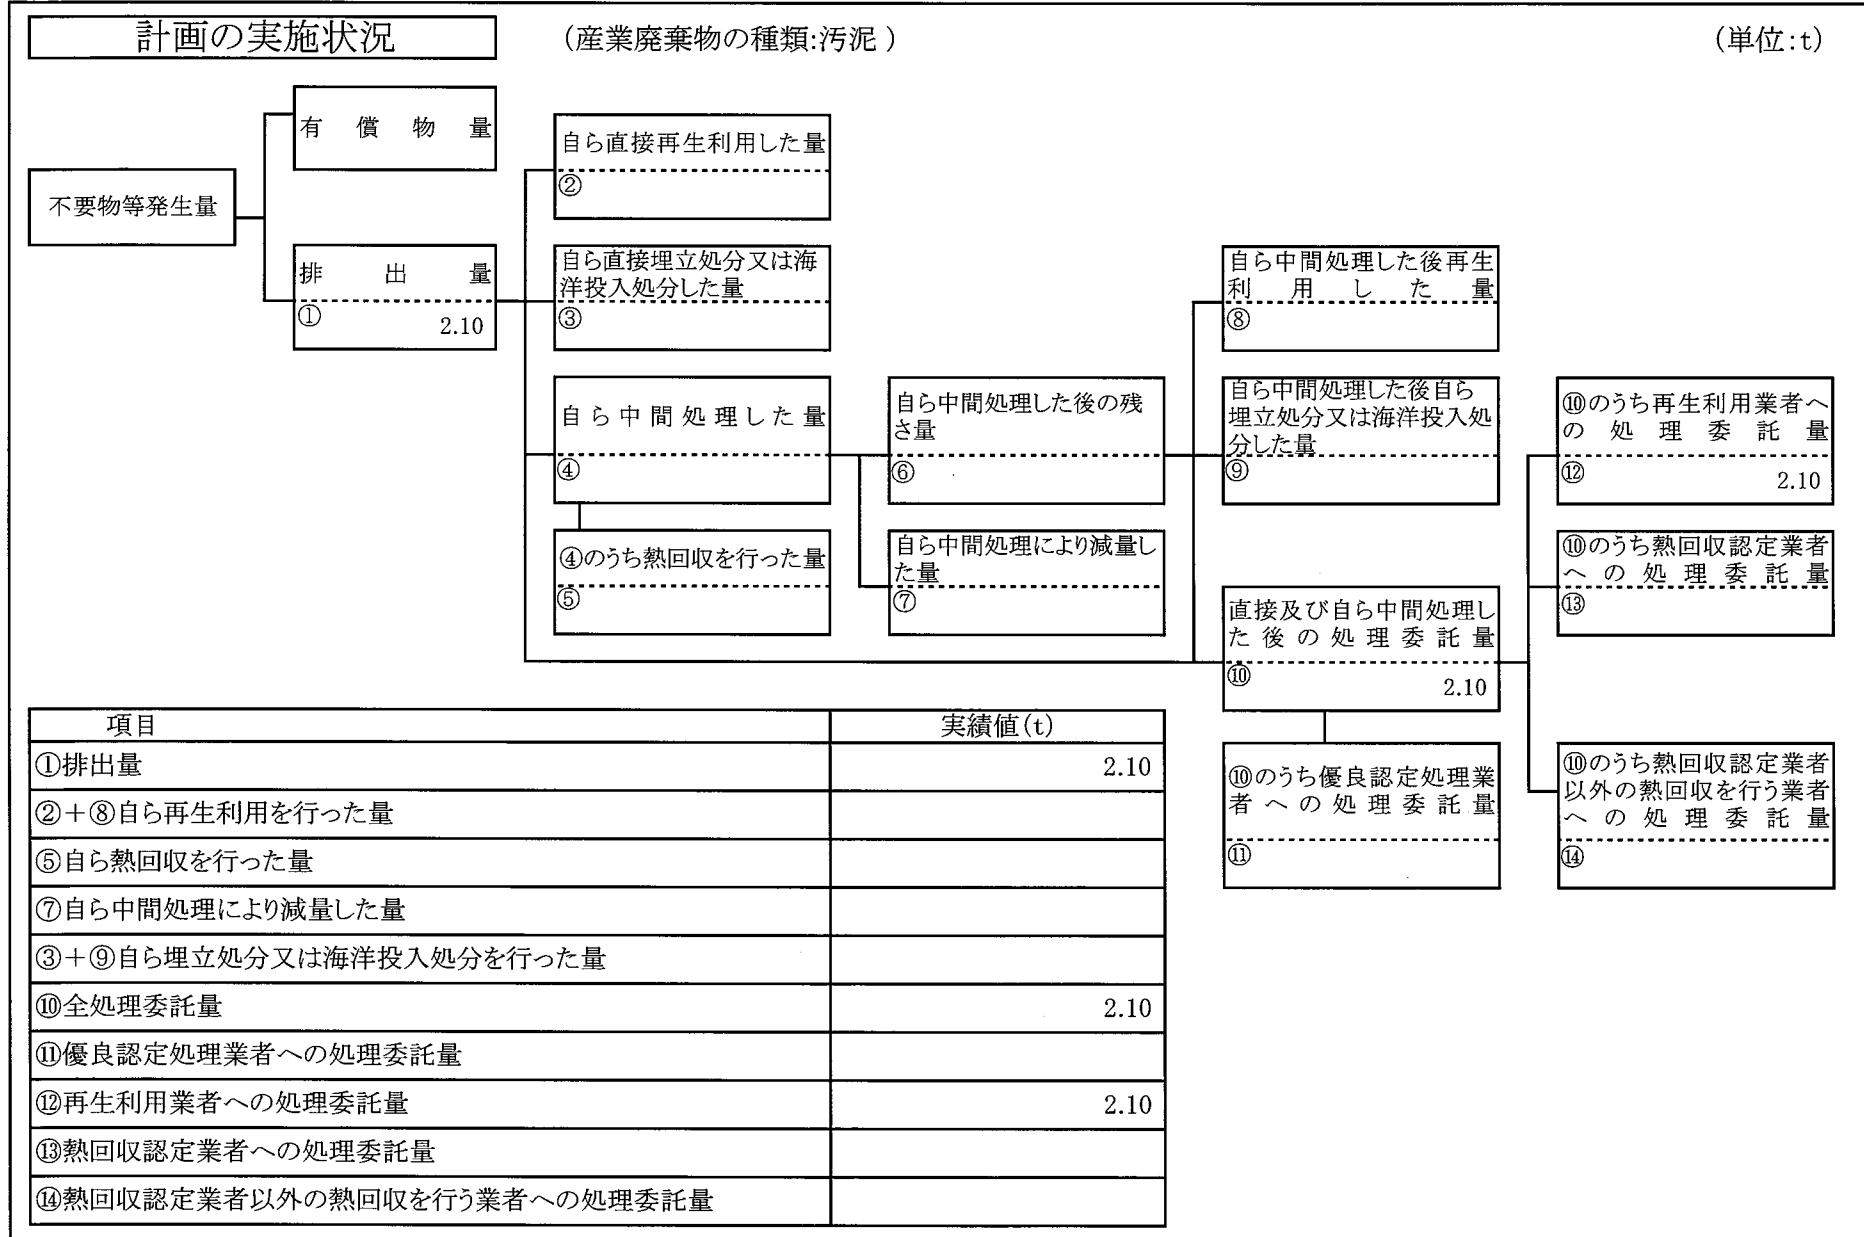 計画の実施状況
(産業廃棄物の種類:汚泥 )
(単位:t)
有償物量
不要物等発生量
排出量
①
2.10
自ら直接再生利用した量
②
自ら直接埋立処分又は海
洋投入処分した量
③
自ら中間処理した量
④
④のうち熱回収を行った量
⑤
自ら中間処理した後の残
さ量
⑥
自ら中間処理により減量し
た量
⑦
自ら中間処理した後再生
利用した量
⑧
自ら中間処理した後自ら
埋立処分又は海洋投入処
分した量
⑨
直接及び自ら中間処理し
た後の処理委託量
⑩
2.10
⑩のうち優良認定処理業
者への処理委託量
⑪
⑩のうち再生利用業者へ
の処理委託量
⑫
2.10
⑩のうち熱回収認定業者
への処理委託量
⑬
⑩のうち熱回収認定業者
以外の熱回収を行う業者
への処理委託量
⑭
項目 実績値(t)
①排出量 2.10
②+⑧自ら再生利用を行った量
⑤自ら熱回収を行った量
⑦自ら中間処理により減量した量
③+⑨自ら埋立処分又は海洋投入処分を行った量
⑩全処理委託量 2.10
⑪優良認定処理業者への処理委託量
⑫再生利用業者への処理委託量 2.10
⑬熱回収認定業者への処理委託量
⑭熱回収認定業者以外の熱回収を行う業者への処理委託量